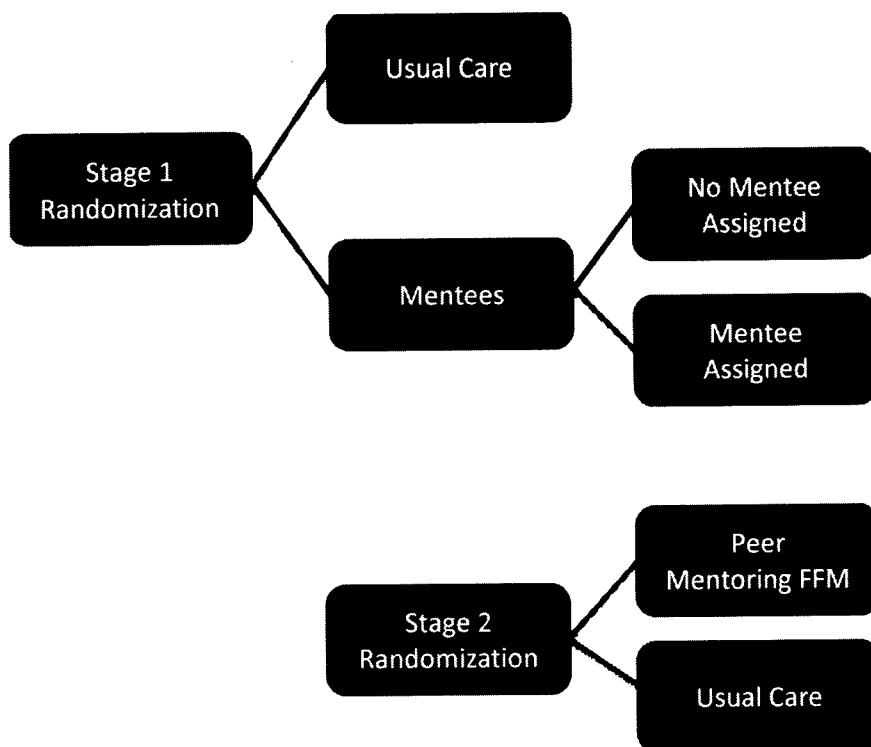 Usual Care
Stage 1
Randomization
No Mentee
Assigned
Mentees
Mentee
Assigned
Peer
Mentoring FFM
Stage 2
Randomization
Usual Care